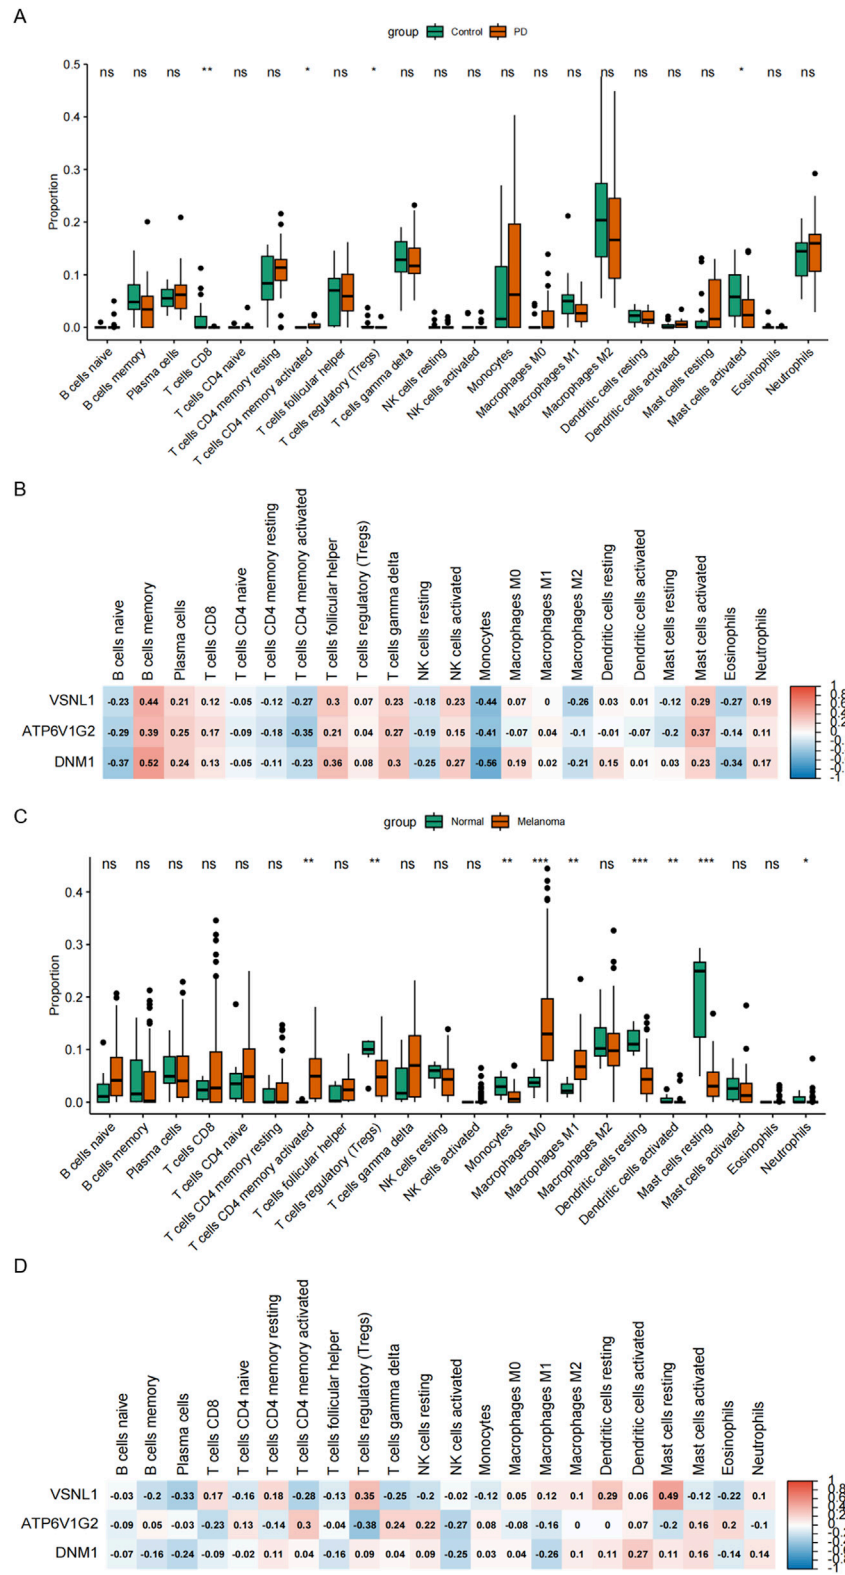 A
group Control PD
ns ns ns ** ns ns * ns * ns ns ns ns ns ns ns ns ns ns * ns ns
Proportion
0.5
0.4
0.3
0.2
0.1
0.0
B cells naive
B cells memory
Plasma cells
T cells CD8
T cells CD4 naive
T cells CD4 memory resting
T cells CD4 memory activated
T cells follicular helper
T cells regulatory (Tregs)
T cells gamma delta
NK cells resting
NK cells activated
Monocytes
Macrophages M0
Macrophages M1
Macrophages M2
Dendritic cells resting
Dendritic cells activated
Mast cells resting
Mast cells activated
Eosinophils
Neutrophils
B
B cells naive
B cells memory
Plasma cells
T cells CD8
T cells CD4 naive
T cells CD4 memory resting
T cells CD4 memory activated
T cells follicular helper
T cells regulatory (Tregs)
T cells gamma delta
NK cells resting
NK cells activated
Monocytes
Macrophages M0
Macrophages M1
Macrophages M2
Dendritic cells resting
Dendritic cells activated
Mast cells resting
Mast cells activated
Eosinophils
Neutrophils
VSNL1 -0.23 0.44 0.21 0.12 -0.05 -0.12 -0.27 0.3 0.07 0.23 -0.18 0.23 -0.44 0.07 0 -0.26 0.03 0.01 -0.12 0.29 -0.27 0.19
ATP6V1G2 -0.29 0.39 0.25 0.17 -0.09 -0.18 -0.35 0.21 0.04 0.27 -0.19 0.15 -0.41 -0.07 0.04 -0.1 -0.01 -0.07 -0.2 0.37 -0.14 0.11
DNM1 -0.37 0.52 0.24 0.13 -0.05 -0.11 -0.23 0.36 0.08 0.3 -0.25 0.27 -0.56 0.19 0.02 -0.21 0.15 0.01 0.03 0.23 -0.34 0.17
1
0.8
0
-1
C
group Normal Melanoma
ns ns ns ns ns ns ** ns ** ns ns ns ** *** ** ns *** ** *** ns ns *
Proportion
0.4
0.3
0.2
0.1
0.0
B cells naive
B cells memory
Plasma cells
T cells CD8
T cells CD4 naive
T cells CD4 memory resting
T cells CD4 memory activated
T cells follicular helper
T cells regulatory (Tregs)
T cells gamma delta
NK cells resting
NK cells activated
Monocytes
Macrophages M0
Macrophages M1
Macrophages M2
Dendritic cells resting
Dendritic cells activated
Mast cells resting
Mast cells activated
Eosinophils
Neutrophils
D
B cells naive
B cells memory
Plasma cells
T cells CD8
T cells CD4 naive
T cells CD4 memory resting
T cells CD4 memory activated
T cells follicular helper
T cells regulatory (Tregs)
T cells gamma delta
NK cells resting
NK cells activated
Monocytes
Macrophages M0
Macrophages M1
Macrophages M2
Dendritic cells resting
Dendritic cells activated
Mast cells resting
Mast cells activated
Eosinophils
Neutrophils
VSNL1 -0.03 -0.2 -0.33 0.17 -0.16 0.18 -0.28 -0.13 0.35 -0.25 -0.2 -0.02 -0.12 0.05 0.12 0.1 0.29 0.06 0.49 -0.12 -0.22 0.1
ATP6V1G2 -0.09 0.05 -0.03 -0.23 0.13 -0.14 0.3 -0.04 -0.38 0.24 0.22 -0.27 0.08 -0.08 -0.16 0 0 0.07 -0.2 0.16 0.2 -0.1
DNM1 -0.07 -0.16 -0.24 -0.09 -0.02 0.11 0.04 -0.16 0.09 0.04 0.09 -0.25 0.03 0.04 -0.26 0.1 0.11 0.27 0.11 0.16 -0.14 0.14
1
0.8
0
-1